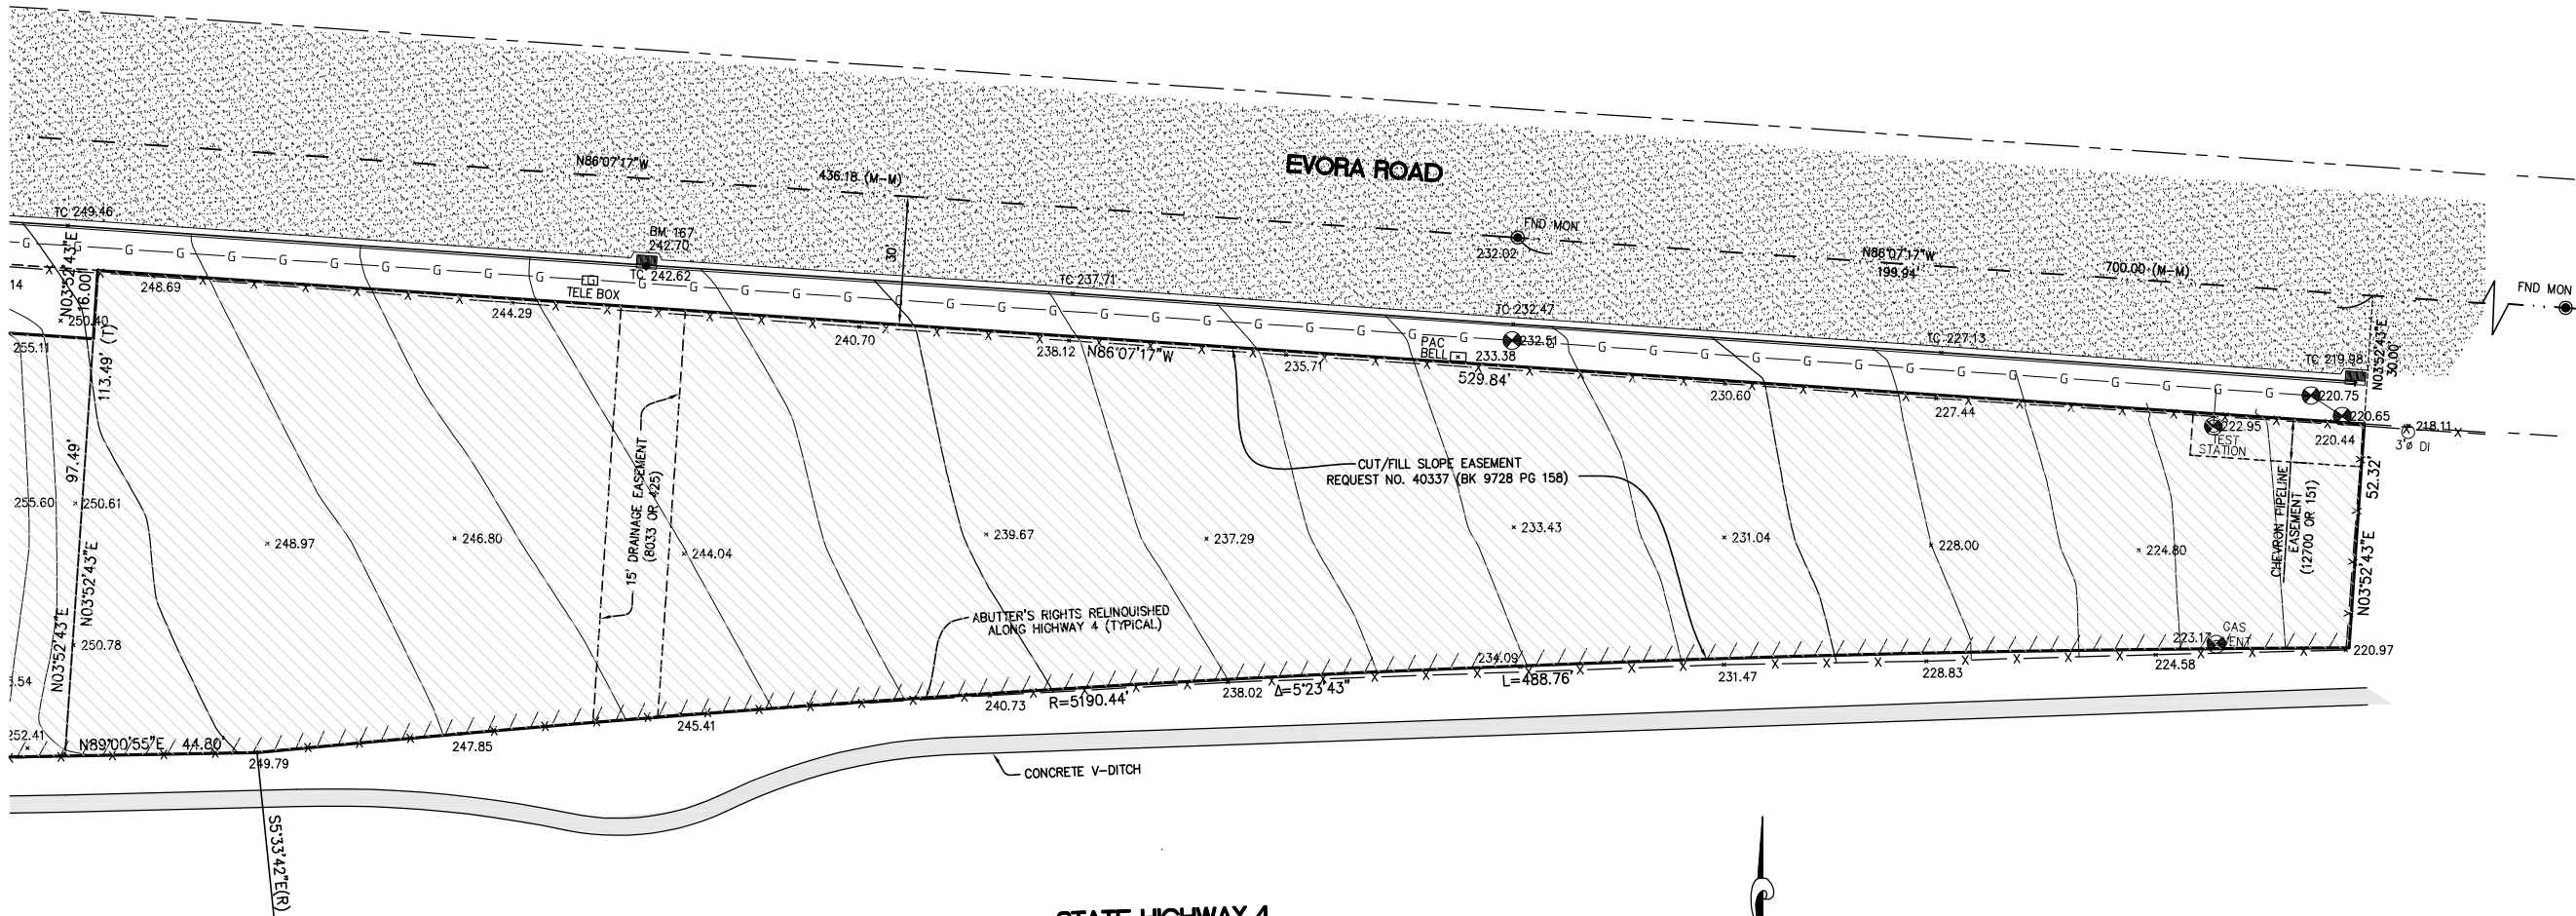 EVORA ROAD
N86°07'17"W
436.18 (M-M)
FND MON
232.02
N86°07'17"W
199.94'
700.00 (M-M)
FND MON
TC 249.46
BM 167
242.70
TC 242.62
TELE BOX
30'
TC 237.71
TC 232.47
TC 227.13
TC 219.98
N03°52'43"E
30.00
N03°52'43"E
16.00'
14
250.40
255.11
113.49' (T)
248.69
244.29
240.70
238.12
N86°07'17"W
235.71
PAC
BELL
233.38
232.51
529.84'
230.60
227.44
220.75
220.65
222.95
TEST
STATION
220.44
218.11
3'ø DI
52.32'
CUT/FILL SLOPE EASEMENT
REQUEST NO. 40337 (BK 9728 PG 158)
15' DRAINAGE EASEMENT
(8033 OR 425)
CHEVRON PIPELINE
EASEMENT
(12700 OR 151)
97.49'
255.60
250.61
248.97
246.80
244.04
239.67
237.29
233.43
231.04
228.00
224.80
N03°52'43"E
N03°52'43"E
N03°52'43"E
250.78
ABUTTER'S RIGHTS RELINQUISHED
ALONG HIGHWAY 4 (TYPICAL)
GAS
VENT
223.17
220.97
.54
252.41
N89°00'55"E 44.80'
249.79
247.85
245.41
240.73
R=5190.44'
238.02
Δ=5°23'43"
234.09
L=488.76'
231.47
228.83
224.58
CONCRETE V-DITCH
S5°33'42"E(R)
STATE HIGHWAY 4